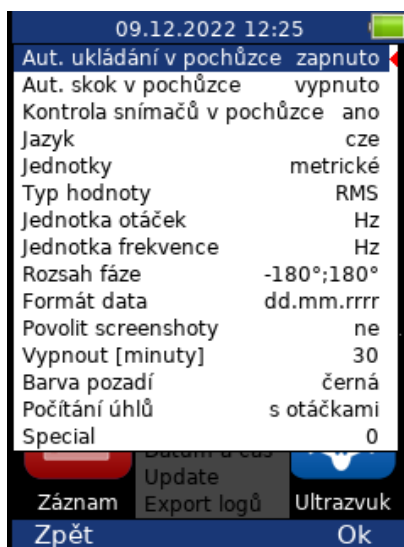 09.12.2022 12:25
Aut. ukládání v pochůzce zapnuto
Aut. skok v pochůzce vypnuto
Kontrola snímačů v pochůzce ano
Jazyk cze
Jednotky metrické
Typ hodnoty RMS
Jednotka otáček Hz
Jednotka frekvence Hz
Rozsah fáze -180°;180°
Formát data dd.mm.rrrr
Povolit screenshoty ne
Vypnout [minuty] 30
Barva pozadí černá
Počítání úhlů s otáčkami
Special 0
Datum a čas
Update
Záznam Export logů Ultrazvuk
Zpět Ok